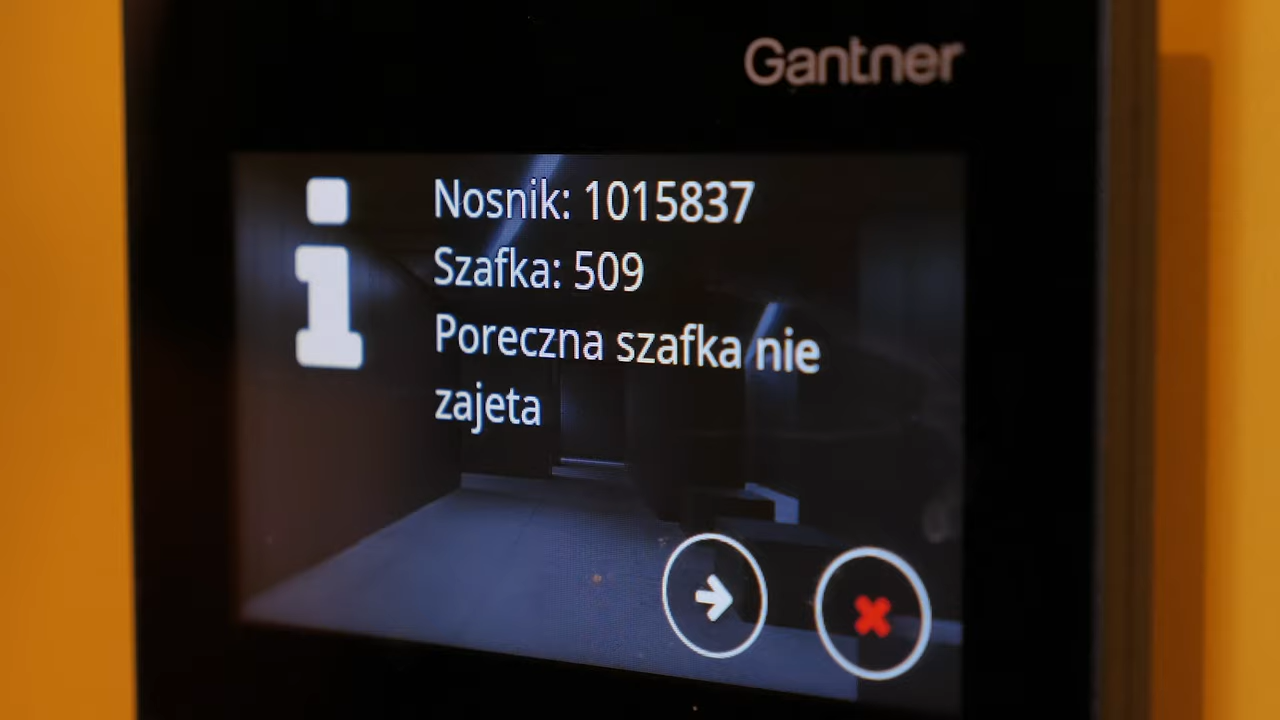 Gantner
Nosnik: 1015837
Szafka: 509
Poreczna szafka nie
zajeta